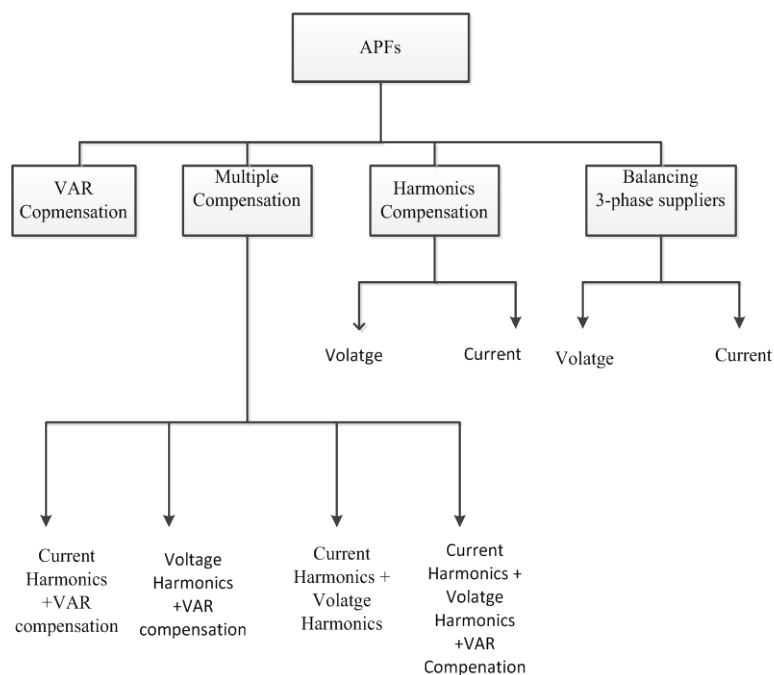 APFs
VAR
Copmensation
Multiple
Compensation
Harmonics
Compensation
Balancing
3-phase suppliers
Volatge
Current
Volatge
Current
Current
Harmonics
+VAR
compensation
Voltage
Harmonics
+VAR
compensation
Current
Harmonics +
Volatge
Harmonics
Current
Harmonics +
Volatge
Harmonics
+VAR
Compenation